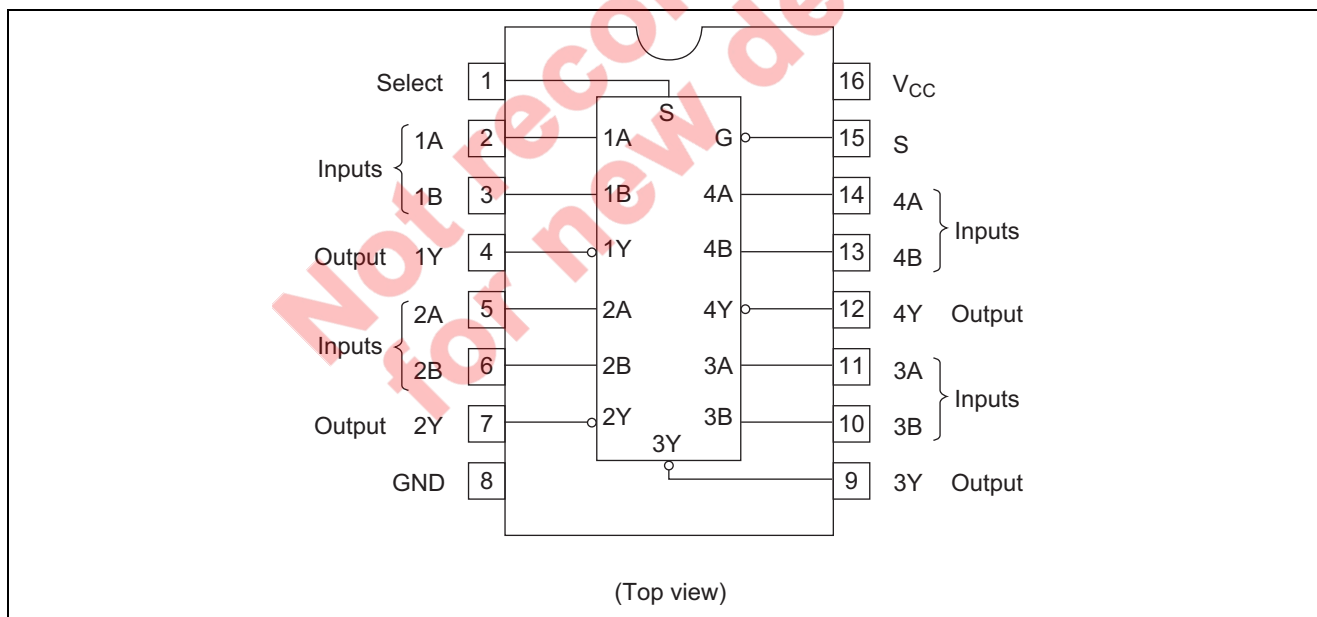 Not recom
for new de
Select 1 16 VCC
S
1A 2 1A G 15 S
Inputs
1B 3 1B 4A 14 4A
Inputs
Output 1Y 4 1Y 4B 13 4B
2A 5 2A 4Y 12 4Y Output
Inputs
2B 6 2B 3A 11 3A
Inputs
Output 2Y 7 2Y 3B 10 3B
3Y
GND 8 9 3Y Output
(Top view)